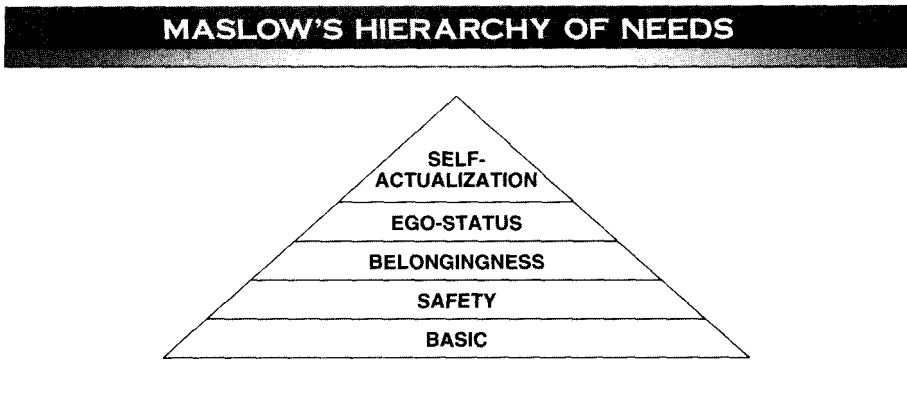 MASLOW'S HIERARCHY OF NEEDS
SELF-
ACTUALIZATION
EGO-STATUS
BELONGINGNESS
SAFETY
BASIC